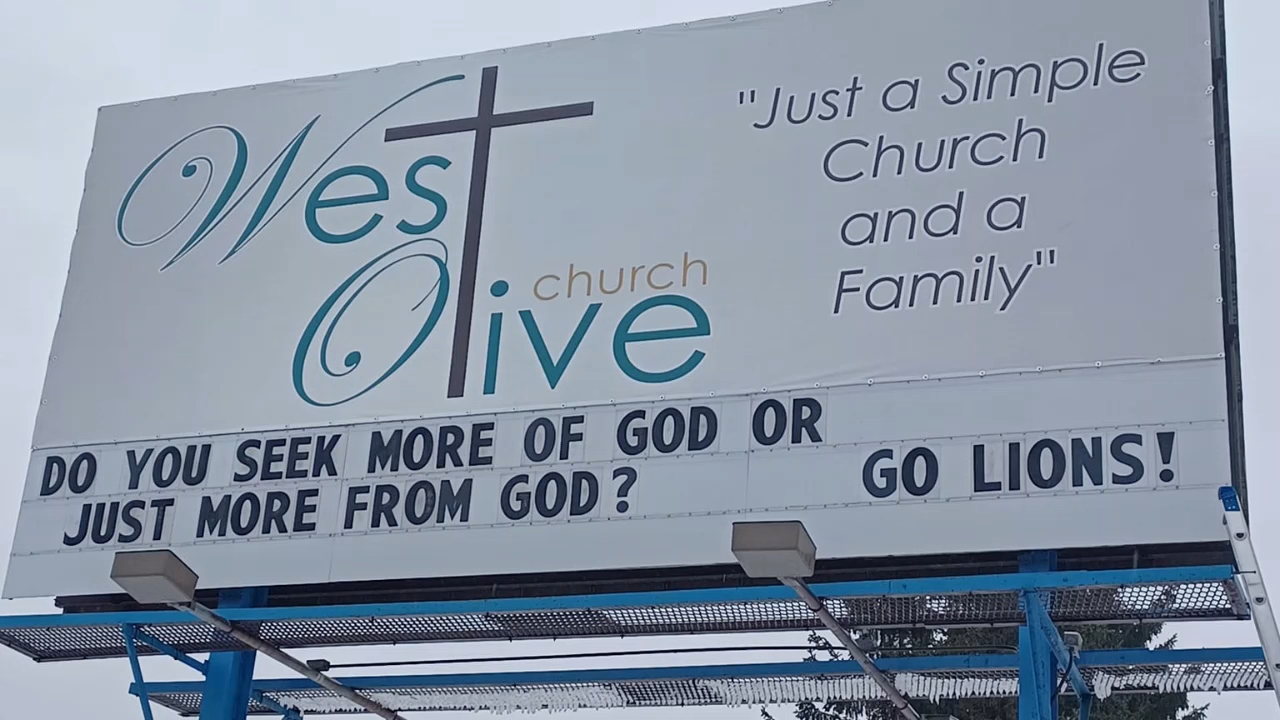 West
church
Olive
"Just a Simple
Church
and a
Family"
DO YOU SEEK MORE OF GOD OR
JUST MORE FROM GOD?
GO LIONS!